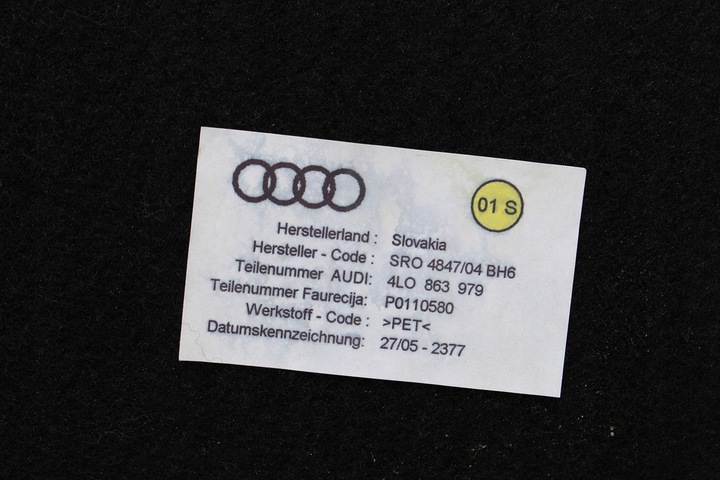 01 S
Herstellerland : Slovakia
Hersteller - Code : SRO 4847/04 BH6
Teilenummer AUDI: 4LO 863 979
Teilenummer Faurecija: P0110580
Werkstoff - Code : >PET<
Datumskennzeichnung: 27/05 - 2377